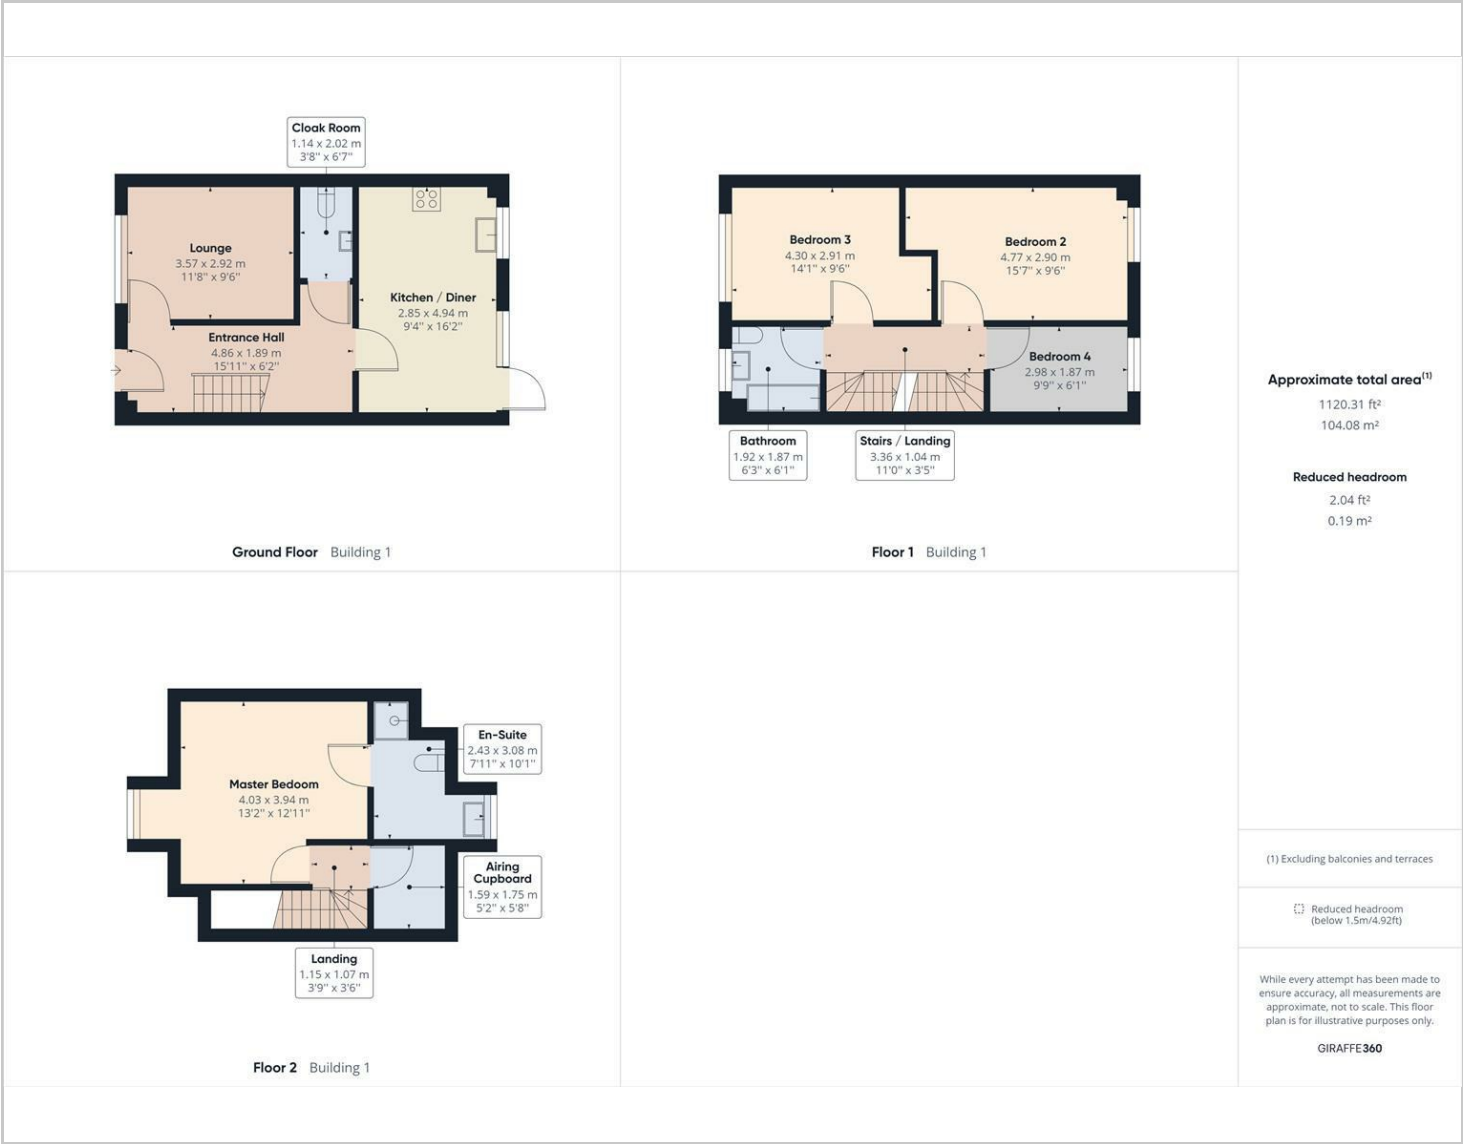 Cloak Room
1.14 x 2.02 m
3'8" x 6'7"
Lounge
3.57 x 2.92 m
11'8" x 9'6"
Kitchen / Diner
2.85 x 4.94 m
9'4" x 16'2"
Entrance Hall
4.86 x 1.89 m
15'11" x 6'2"
Ground Floor Building 1
Bedroom 3
4.30 x 2.91 m
14'1" x 9'6"
Bedroom 2
4.77 x 2.90 m
15'7" x 9'6"
Bedroom 4
2.98 x 1.87 m
9'9" x 6'1"
Bathroom
1.92 x 1.87 m
6'3" x 6'1"
Stairs / Landing
3.36 x 1.04 m
11'0" x 3'5"
Floor 1 Building 1
En-Suite
2.43 x 3.08 m
7'11" x 10'1"
Master Bedoom
4.03 x 3.94 m
13'2" x 12'11"
Airing
Cupboard
1.59 x 1.75 m
5'2" x 5'8"
Landing
1.15 x 1.07 m
3'9" x 3'6"
Floor 2 Building 1
Approximate total area(1)
1120.31 ft²
104.08 m²
Reduced headroom
2.04 ft²
0.19 m²
(1) Excluding balconies and terraces
Reduced headroom
(below 1.5m/4.92ft)
While every attempt has been made to
ensure accuracy, all measurements are
approximate, not to scale. This floor
plan is for illustrative purposes only.
GIRAFFE360